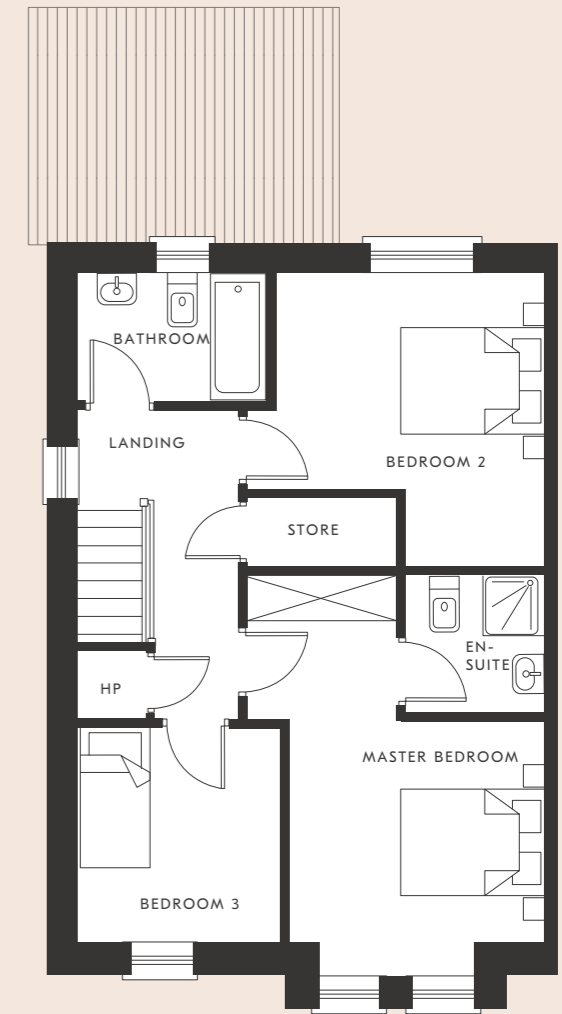 BATHROOM
LANDING
BEDROOM 2
STORE
EN-
SUITE
HP
MASTER BEDROOM
BEDROOM 3